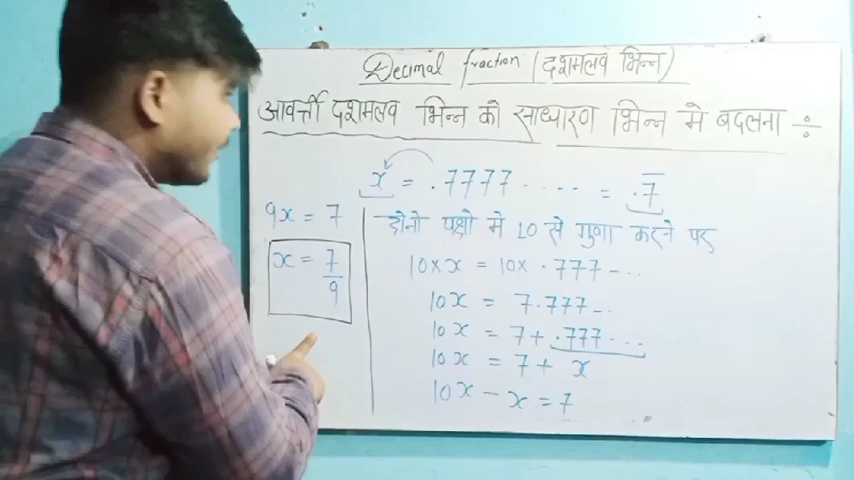 Decimal fraction (दशमलव भिन्न)
आवर्त्ती दशमलव भिन्न को साधारण भिन्न में बदलना ÷
x = .7777..... = .7̅
दोनो पक्षो मे 10 से गुणा करने पर
10×x = 10× .777...
10x = 7.777..
10x = 7+ .777...
10x = 7+ x
10x - x = 7
9x = 7
x = 7/9